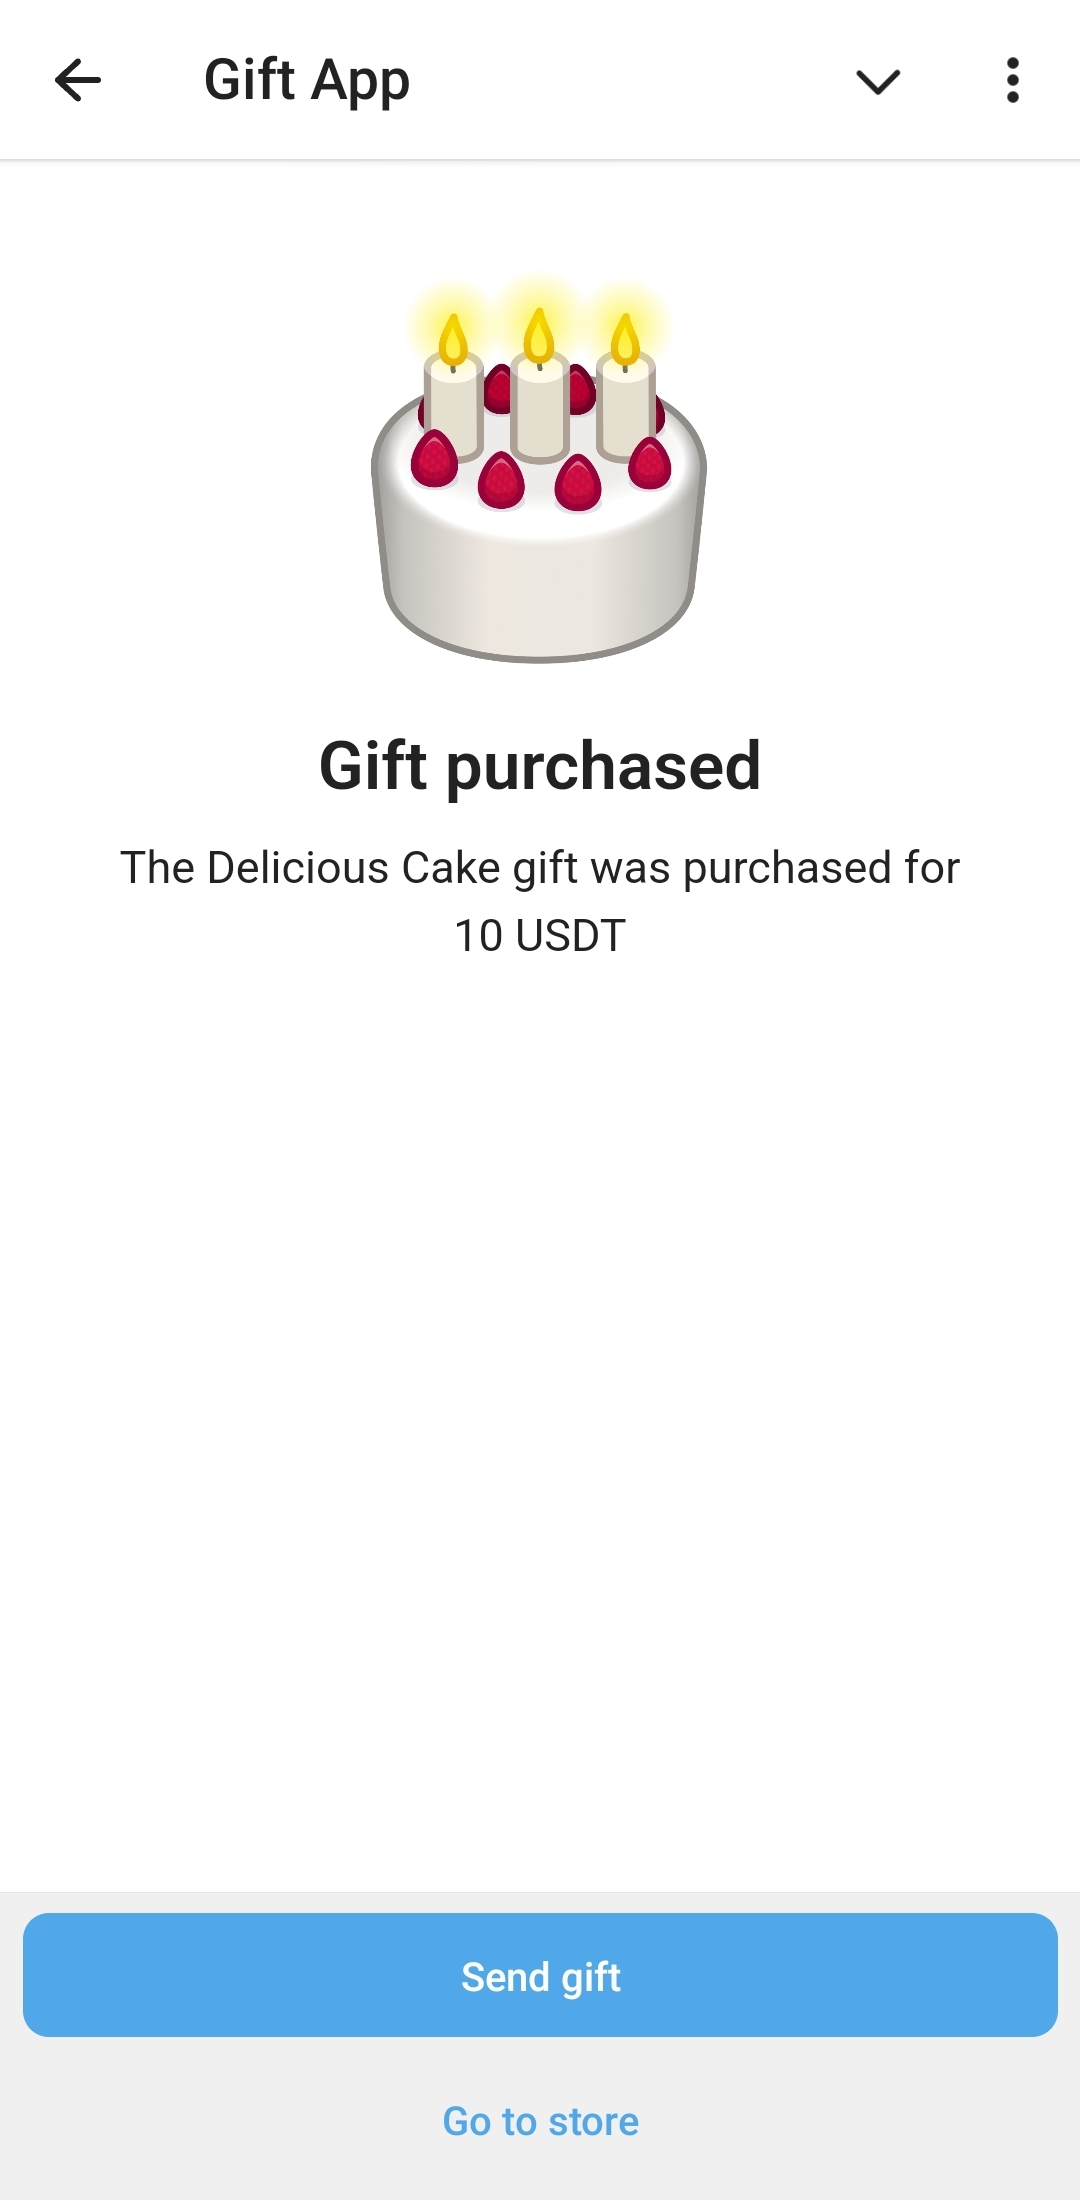 Gift App
Gift purchased
The Delicious Cake gift was purchased for
10 USDT
Send gift
Go to store